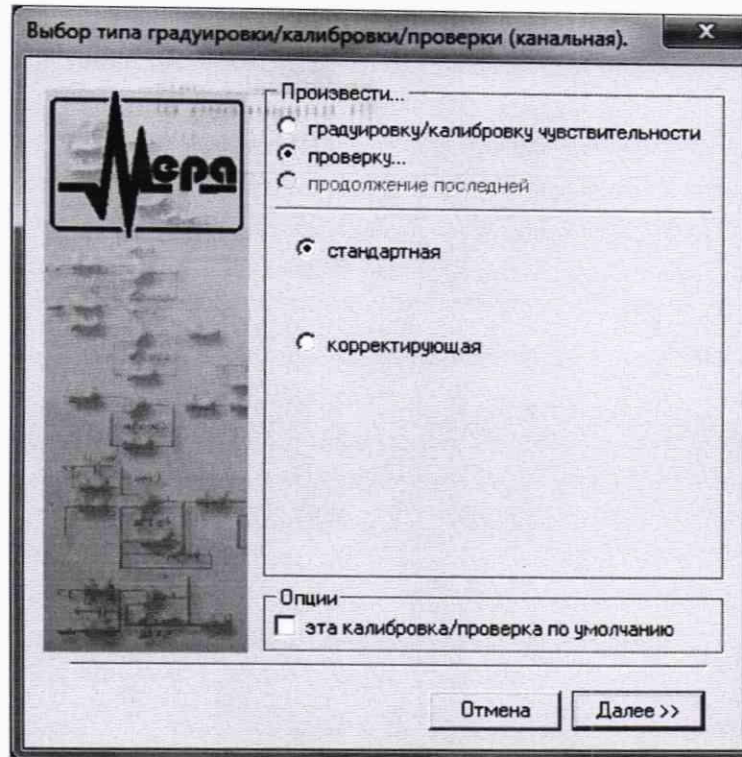 Выбор типа градуировки/калибровки/проверки (канальная).
Мера
Произвести...
градуировку/калибровку чувствительности
проверку...
продолжение последней
стандартная
корректирующая
Опции
эта калибровка/проверка по умолчанию
Отмена
Далее >>